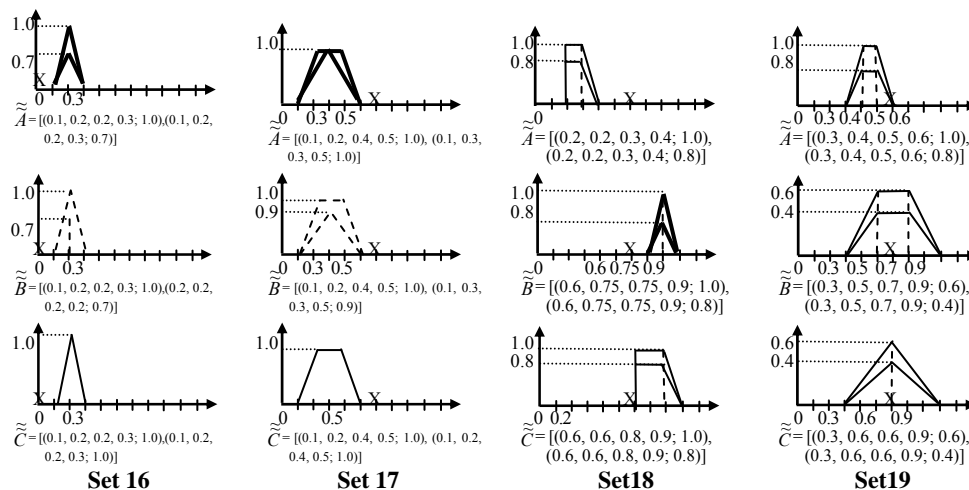 1.0
0.7
X
0 0.3
Ã = [(0.1, 0.2, 0.2, 0.3; 1.0),(0.1, 0.2,
0.2, 0.3; 0.7)]
1.0
0.7
X
0 0.3
B̃ = [(0.1, 0.2, 0.2, 0.3; 1.0),(0.2, 0.2,
0.2, 0.2; 0.7)]
1.0
X
0 0.3
C̃ = [(0.1, 0.2, 0.2, 0.3; 1.0),(0.1, 0.2,
0.2, 0.3; 1.0)]
Set 16
1.0
X
0 0.3 0.5
Ã = [(0.1, 0.2, 0.4, 0.5; 1.0), (0.1, 0.3,
0.3, 0.5; 1.0)]
1.0
0.9
X
0 0.3 0.5
B̃ = [(0.1, 0.2, 0.4, 0.5; 1.0), (0.1, 0.3,
0.3, 0.5; 0.9)]
1.0
X
0 0.5
C̃ = [(0.1, 0.2, 0.4, 0.5; 1.0), (0.1, 0.2,
0.4, 0.5; 1.0)]
Set 17
1.0
0.8
X
0 0.2
Ã = [(0.2, 0.2, 0.3, 0.4; 1.0),
(0.2, 0.2, 0.3, 0.4; 0.8)]
1.0
0.8
X
0 0.6 0.75 0.9
B̃ = [(0.6, 0.75, 0.75, 0.9; 1.0),
(0.6, 0.75, 0.75, 0.9; 0.8)]
1.0
0.8
X
0 0.2
C̃ = [(0.6, 0.6, 0.8, 0.9; 1.0),
(0.6, 0.6, 0.8, 0.9; 0.8)]
Set18
1.0
0.8
X
0 0.3 0.4 0.5 0.6
Ã = [(0.3, 0.4, 0.5, 0.6; 1.0),
(0.3, 0.4, 0.5, 0.6; 0.8)]
0.6
0.4
X
0 0.3 0.5 0.7 0.9
B̃ = [(0.3, 0.5, 0.7, 0.9; 0.6),
(0.3, 0.5, 0.7, 0.9; 0.4)]
0.6
0.4
X
0 0.3 0.6 0.9
C̃ = [(0.3, 0.6, 0.6, 0.9; 0.6),
(0.3, 0.6, 0.6, 0.9; 0.4)]
Set19